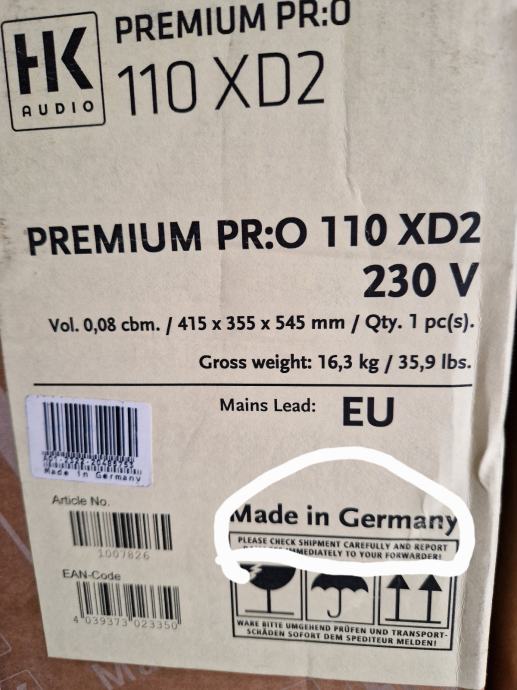 HK
AUDIO
PREMIUM PR:O
110 XD2
PREMIUM PR:O 110 XD2
230 V
Vol. 0,08 cbm. / 415 x 355 x 545 mm / Qty. 1 pc(s).
Gross weight: 16,3 kg / 35,9 lbs.
Mains Lead: EU
Made in Germany
Article No.
1007826
EAN-Code
4 039373 023350
Made in Germany
PLEASE CHECK SHIPMENT CAREFULLY AND REPORT
IMMEDIATELY TO YOUR FORWARDER!
WARE BITTE UMGEHEND PRÜFEN UND TRANSPORT-
SCHÄDEN SOFORT DEM SPEDITEUR MELDEN!